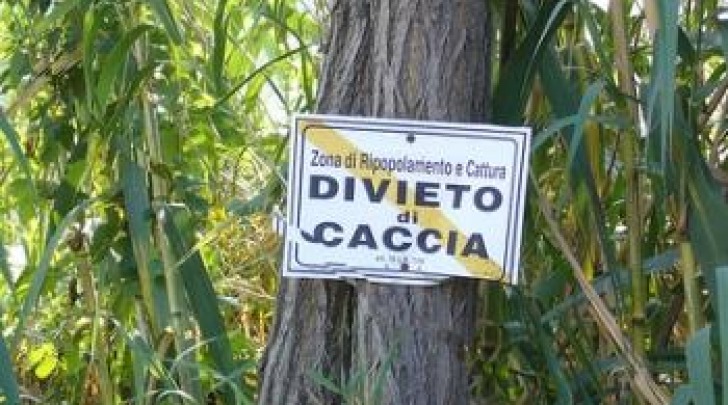 Zona di Ripopolamento e Cattura
DIVIETO
di
CACCIA